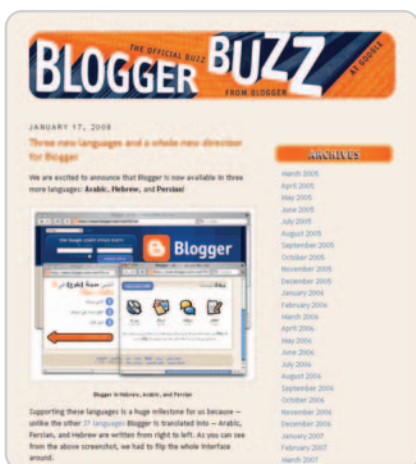 THE OFFICIAL BUZZ
BLOGGER BUZZ
FROM BLOGGER
AT GOOGLE
JANUARY 17, 2008
Three new languages and a whole new direction
for Blogger
We are excited to announce that Blogger is now available in three
more languages: Arabic, Hebrew, and Persian!
Blogger
Blogger in Hebrew, Arabic, and Persian
Supporting these languages is a huge milestone for us because —
unlike the other 37 languages Blogger is translated into — Arabic,
Persian, and Hebrew are written from right to left. As you can see
from the above screenshot, we had to flip the whole interface
around.
ARCHIVES
March 2005
April 2005
May 2005
June 2005
July 2005
August 2005
September 2005
October 2005
November 2005
December 2005
January 2006
February 2006
March 2006
April 2006
May 2006
June 2006
July 2006
August 2006
September 2006
October 2006
November 2006
December 2006
January 2007
February 2007
March 2007